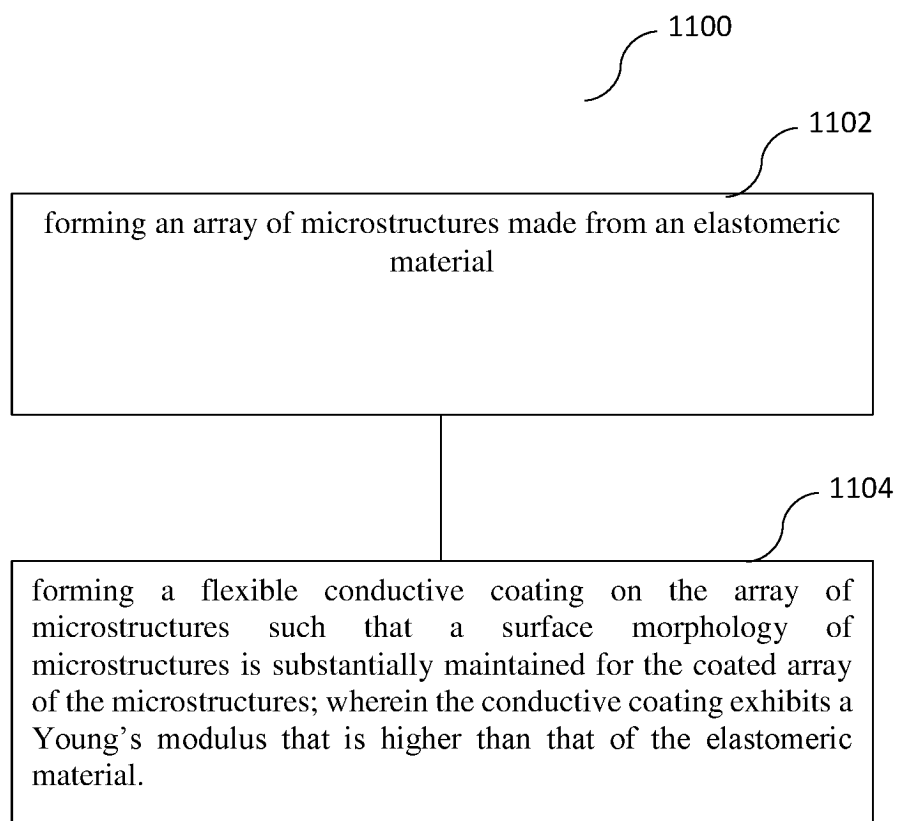 1100
1102
forming an array of microstructures made from an elastomeric
material
1104
forming a flexible conductive coating on the array of
microstructures such that a surface morphology of
microstructures is substantially maintained for the coated array
of the microstructures; wherein the conductive coating exhibits a
Young’s modulus that is higher than that of the elastomeric
material.